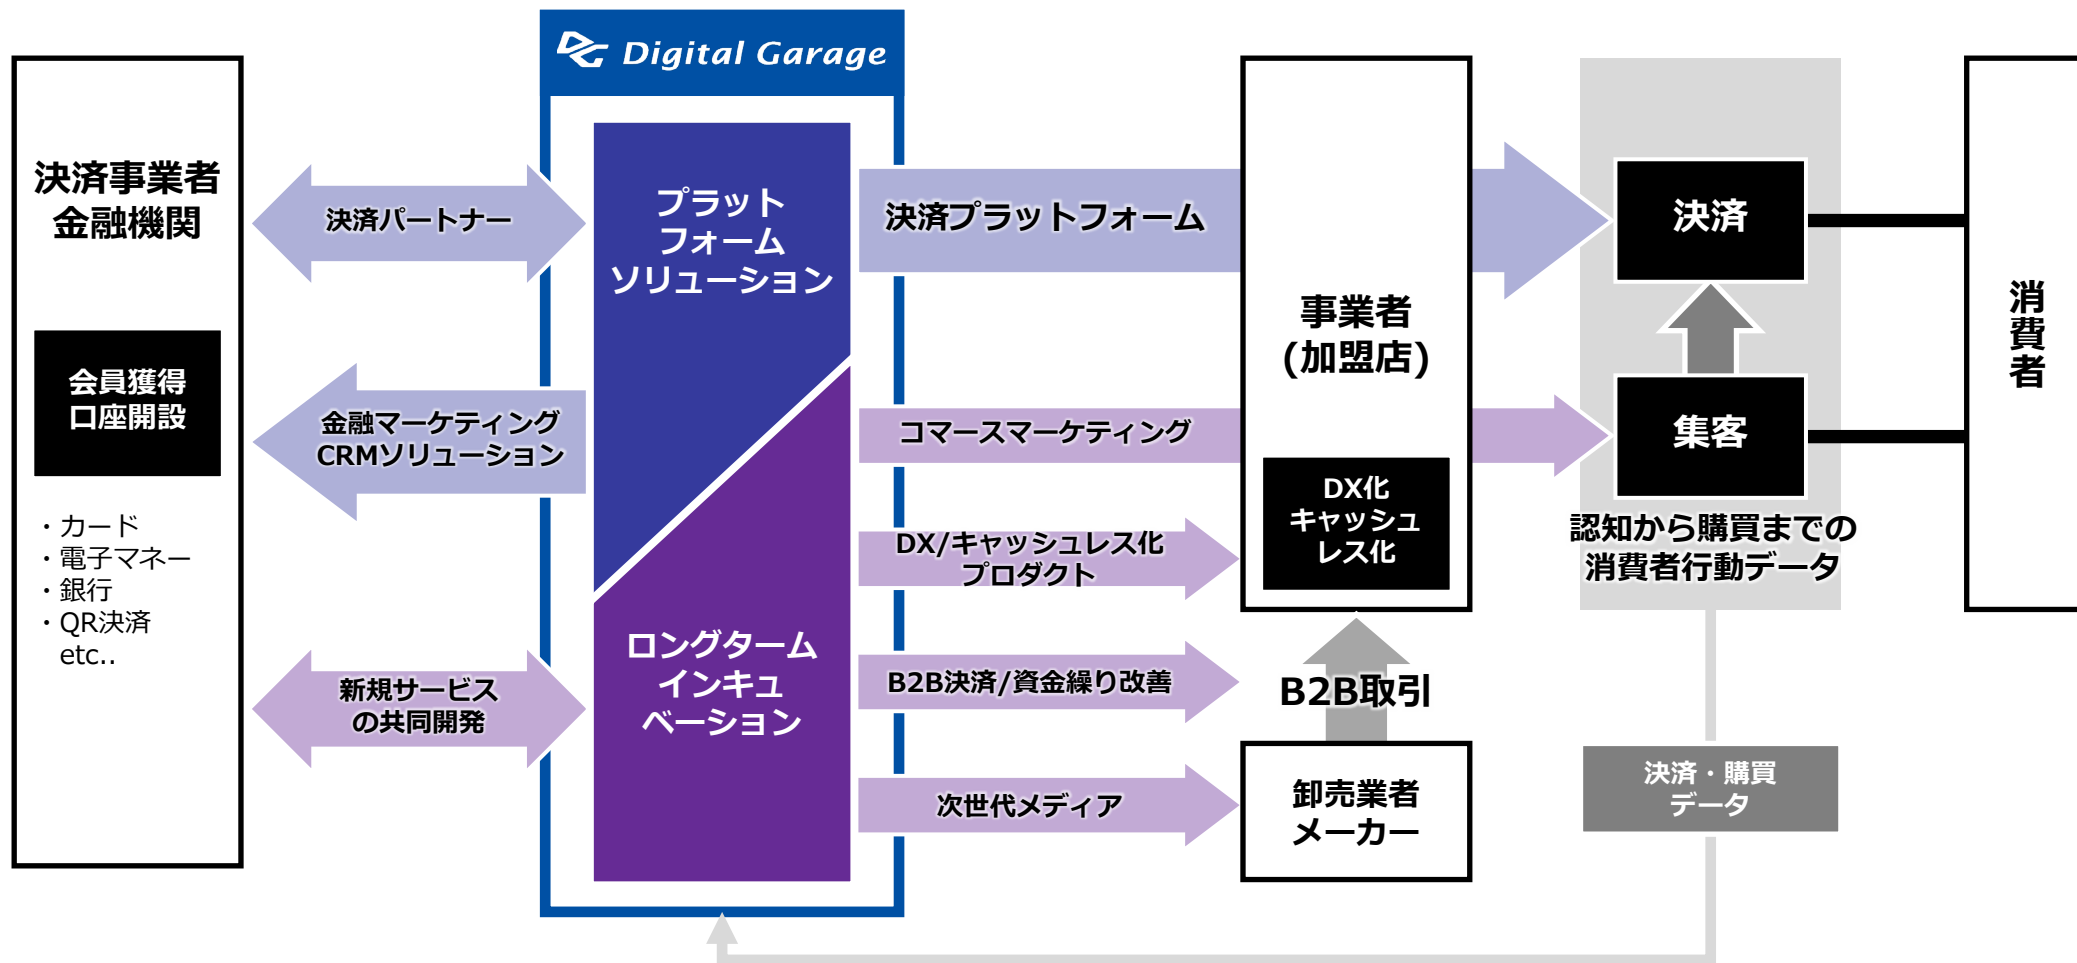 Digital Garage
決済事業者
金融機関
会員獲得
口座開設
・カード
・電子マネー
・銀行
・QR決済
etc..
決済パートナー
金融マーケティング
CRMソリューション
新規サービス
の共同開発
プラット
フォーム
ソリューション
ロングターム
インキュ
ベーション
決済プラットフォーム
コマースマーケティング
DX/キャッシュレス化
プロダクト
B2B決済/資金繰り改善
次世代メディア
事業者
(加盟店)
DX化
キャッシュ
レス化
B2B取引
卸売業者
メーカー
決済
集客
認知から購買までの
消費者行動データ
決済・購買
データ
消費者